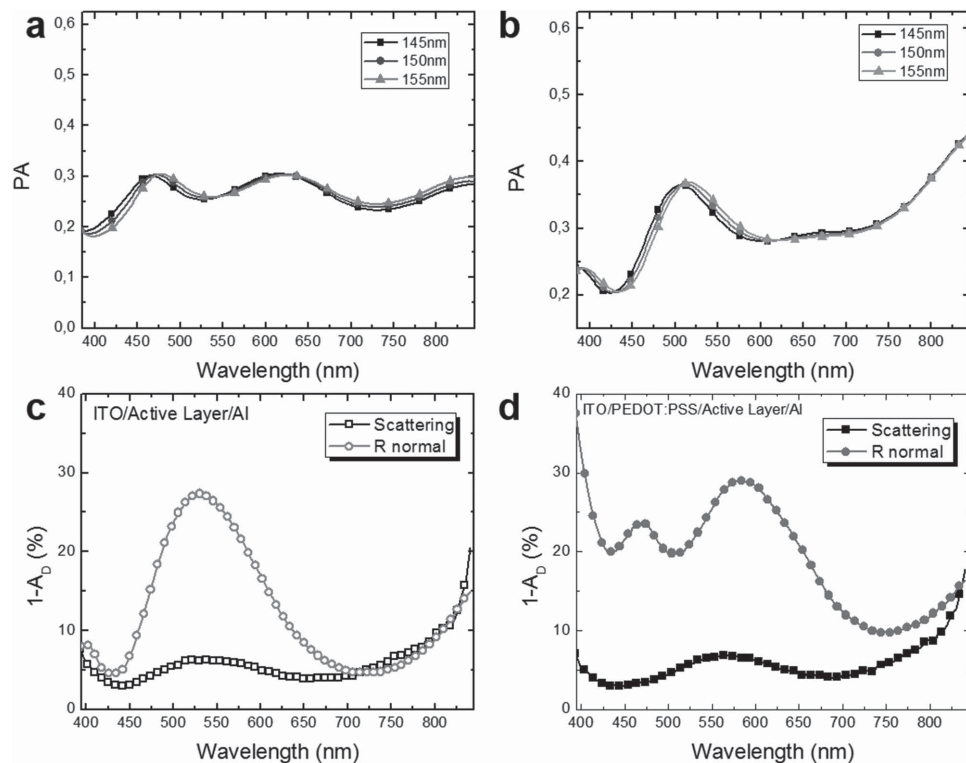 a
145nm
150nm
155nm
PA
0,6
0,5
0,4
0,3
0,2
0,1
0,0
400 450 500 550 600 650 700 750 800
Wavelength (nm)
b
145nm
150nm
155nm
PA
0,6
0,5
0,4
0,3
0,2
400 450 500 550 600 650 700 750 800
Wavelength (nm)
c
ITO/Active Layer/Al
Scattering
R normal
1-A_D (%)
40
30
20
10
0
400 450 500 550 600 650 700 750 800
Wavelength (nm)
d
ITO/PEDOT:PSS/Active Layer/Al
Scattering
R normal
1-A_D (%)
40
30
20
10
0
400 450 500 550 600 650 700 750 800
Wavelength (nm)